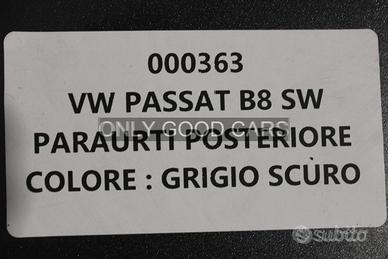 000363
VW PASSAT B8 SW
ONLY GOOD CARS
PARAURTI POSTERIORE
COLORE : GRIGIO SCURO
subito